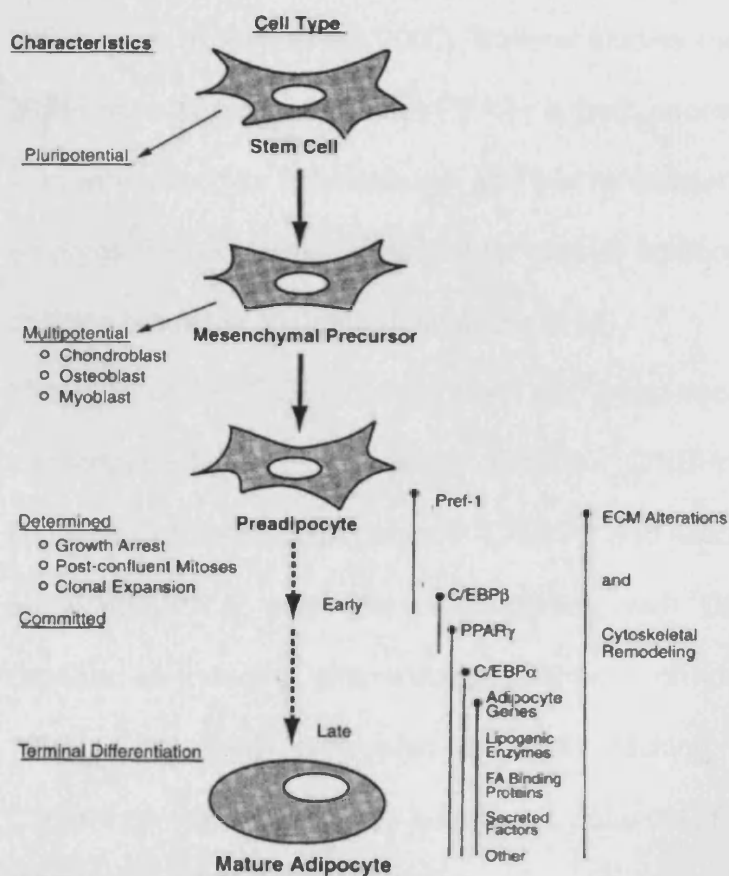 Cell Type
Characteristics
Stem Cell
Pluripotential
Mesenchymal Precursor
Multipotential
o Chondroblast
o Osteoblast
o Myoblast
Preadipocyte
Pref-1
ECM Alterations
and
Cytoskeletal
Remodeling
Determined
o Growth Arrest
o Post-confluent Mitoses
o Clonal Expansion
Committed
Early
C/EBPβ
PPARγ
C/EBPα
Adipocyte
Genes
Lipogenic
Enzymes
FA Binding
Proteins
Secreted
Factors
Other
Late
Terminal Differentiation
Mature Adipocyte